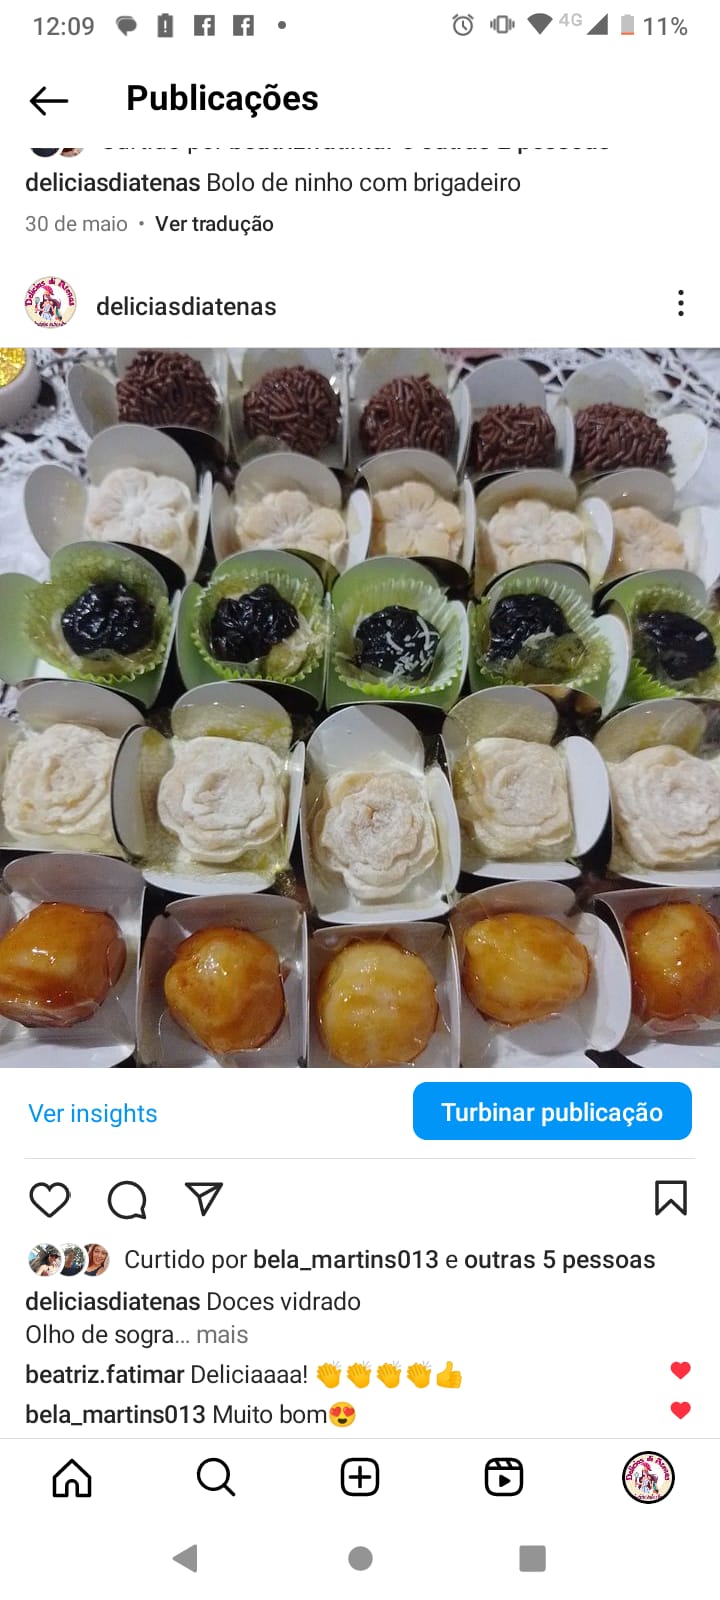 12:09
4G
11%
Publicações
deliciasdiatenas Bolo de ninho com brigadeiro
30 de maio • Ver tradução
deliciasdiatenas
Ver insights
Turbinar publicação
Curtido por bela_martins013 e outras 5 pessoas
deliciasdiatenas Doces vidrado
Olho de sogra... mais
beatriz.fatimar Deliciaaaa! 👏👏👏👏👍
bela_martins013 Muito bom😍